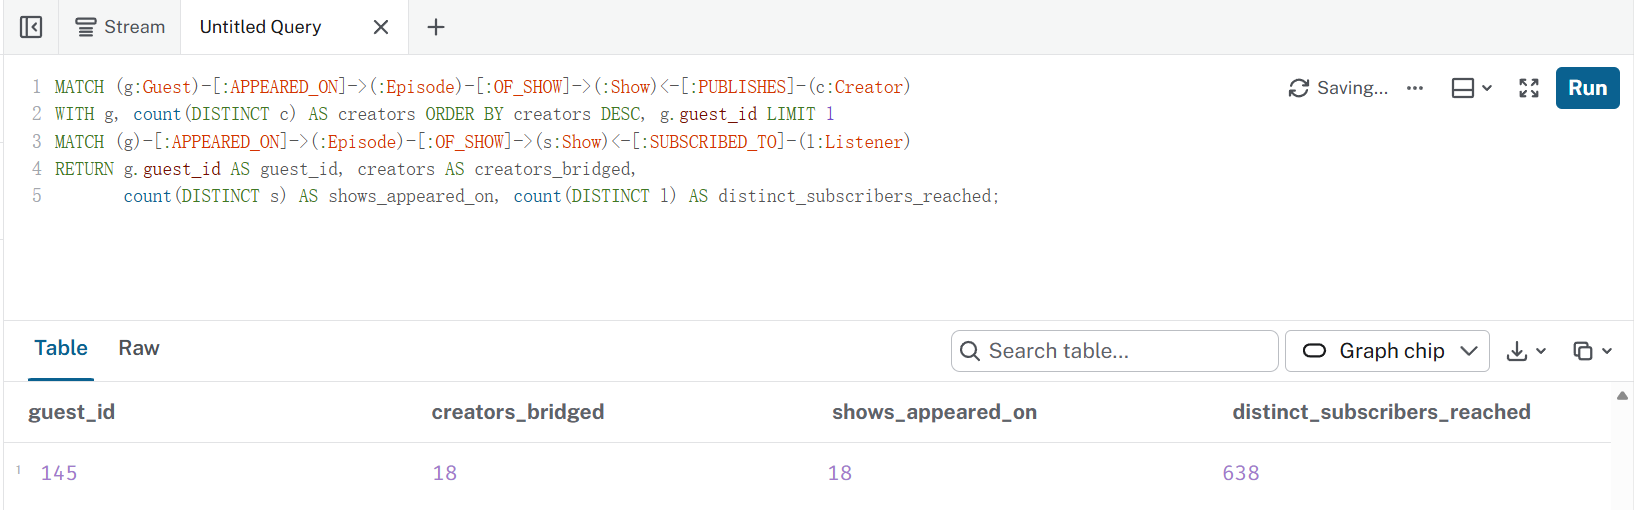 Stream Untitled Query
1 MATCH (g:Guest)-[:APPEARED_ON]->(:Episode)-[:OF_SHOW]->(:Show)<-[:PUBLISHES]-(c:Creator)
Saving... Run
2 WITH g, count(DISTINCT c) AS creators ORDER BY creators DESC, g.guest_id LIMIT 1
3 MATCH (g)-[:APPEARED_ON]->(:Episode)-[:OF_SHOW]->(s:Show)<-[:SUBSCRIBED_TO]-(l:Listener)
4 RETURN g.guest_id AS guest_id, creators AS creators_bridged,
5 count(DISTINCT s) AS shows_appeared_on, count(DISTINCT l) AS distinct_subscribers_reached;
Table Raw Search table... Graph chip
guest_id creators_bridged shows_appeared_on distinct_subscribers_reached
1 145 18 18 638